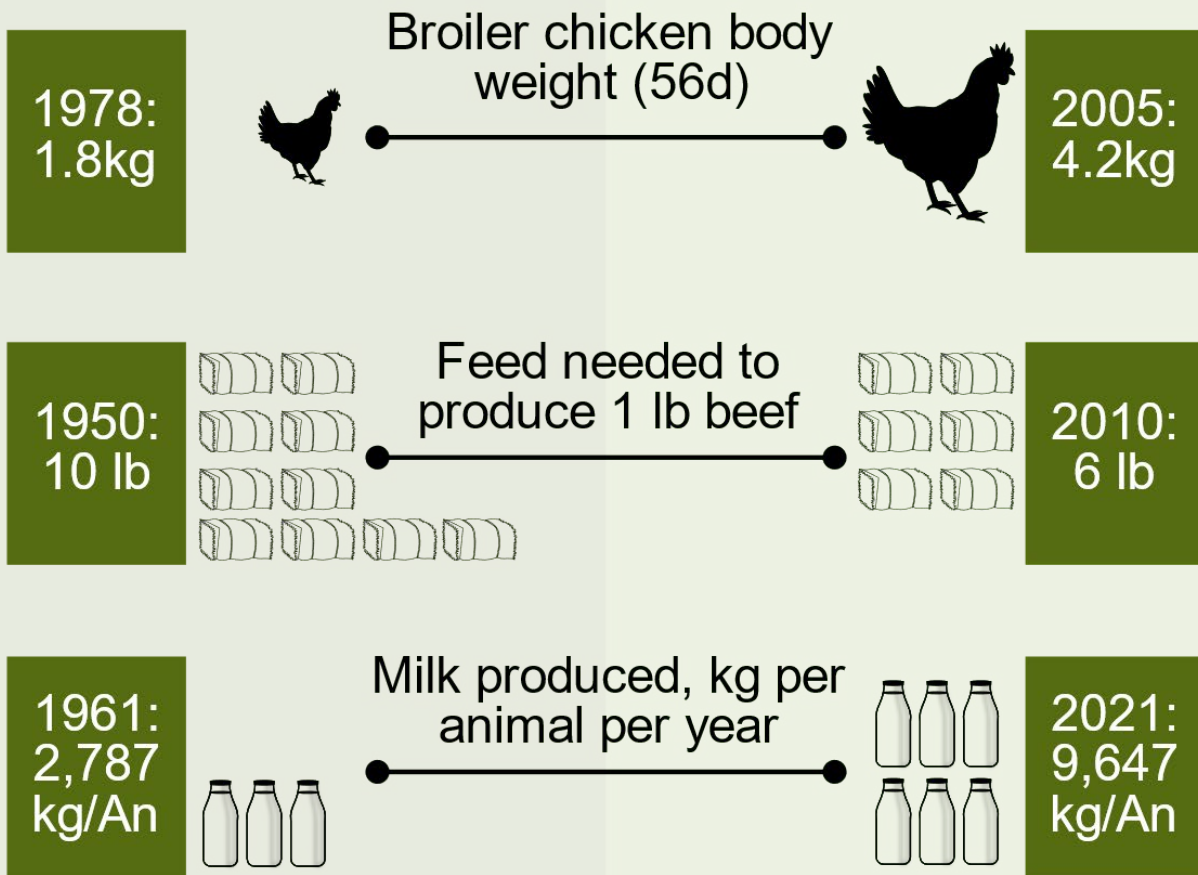 Broiler chicken body
weight (56d)
1978:
1.8kg
2005:
4.2kg
Feed needed to
produce 1 lb beef
1950:
10 lb
2010:
6 lb
Milk produced, kg per
animal per year
1961:
2,787
kg/An
2021:
9,647
kg/An